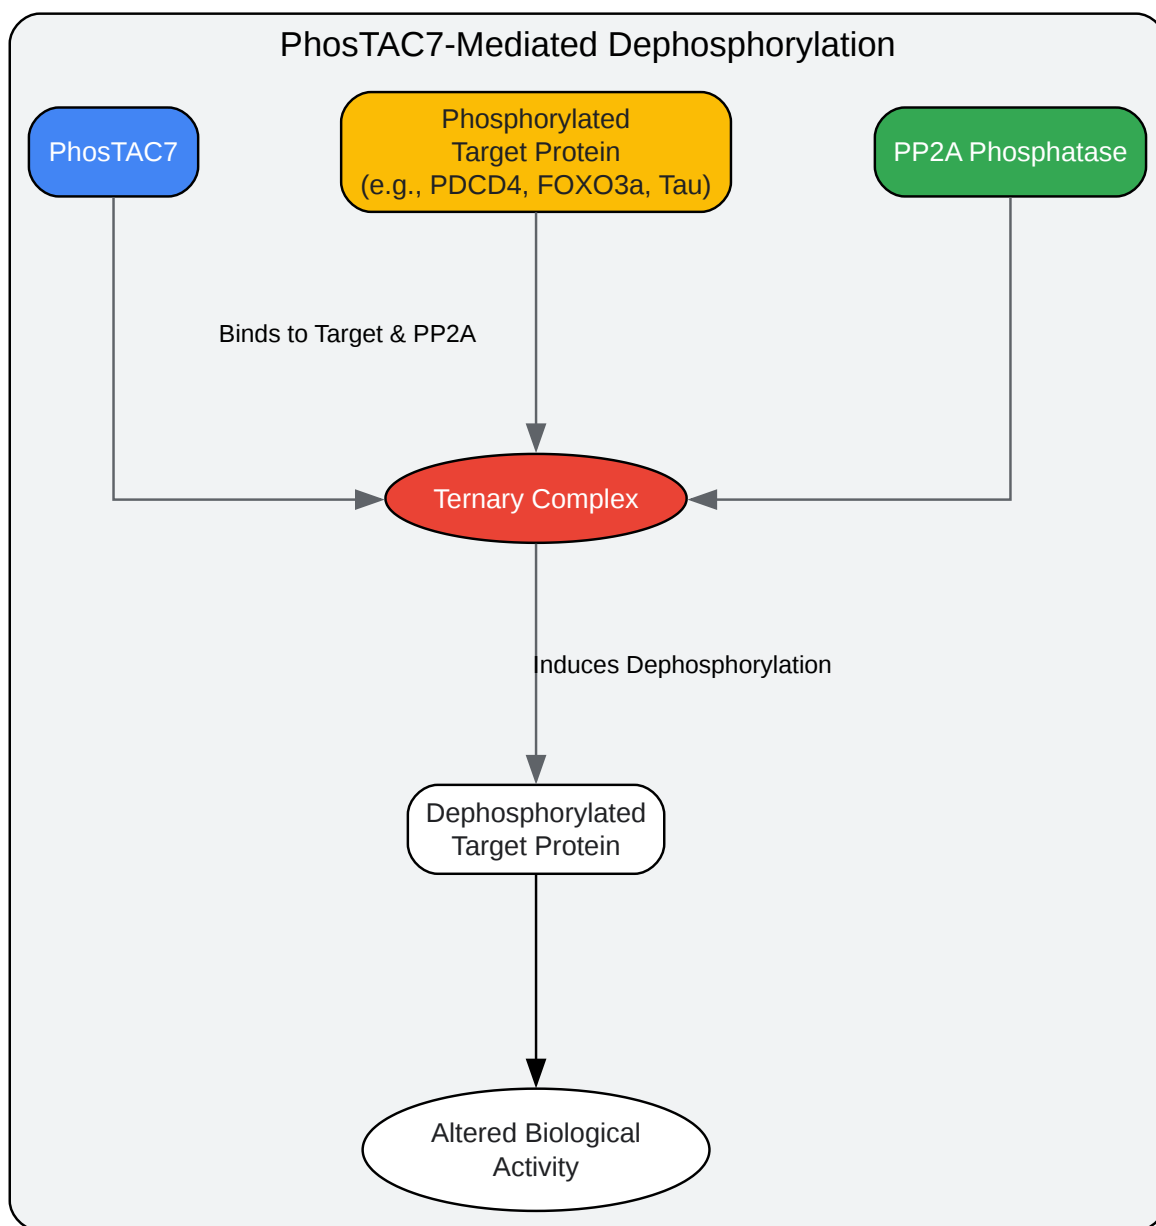 PhosTAC7-Mediated Dephosphorylation
PhosTAC7
Phosphorylated
Target Protein
(e.g., PDCD4, FOXO3a, Tau)
PP2A Phosphatase
Binds to Target & PP2A
Ternary Complex
Induces Dephosphorylation
Dephosphorylated
Target Protein
Altered Biological
Activity